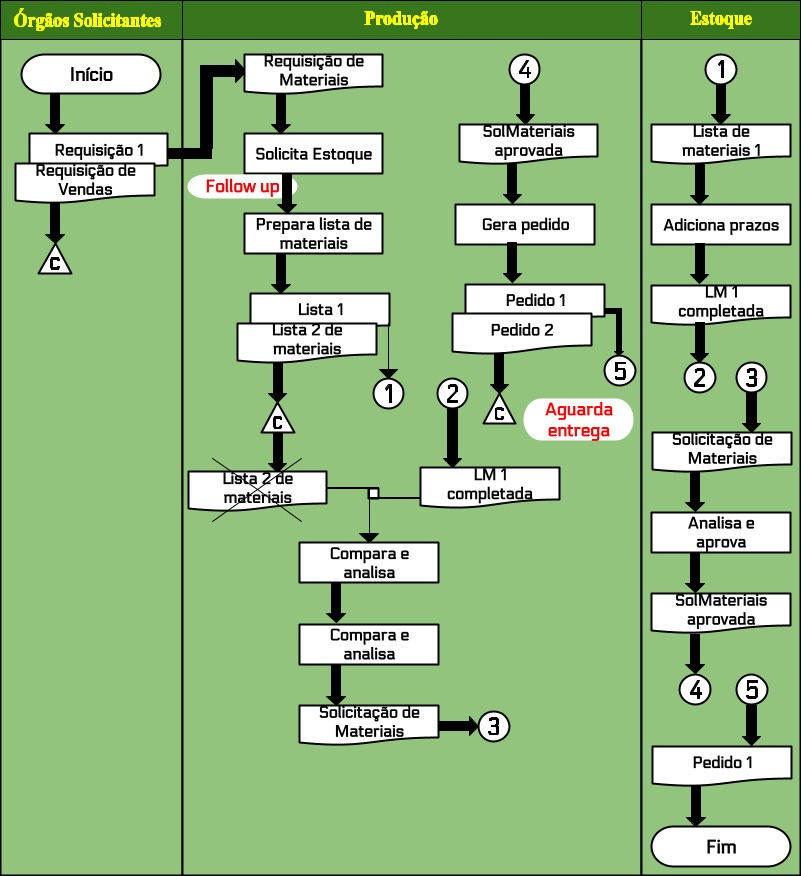 Órgãos Solicitantes
Início
Requisição 1
Requisição de
Vendas
C
Produção
Requisição de
Materiais
Solicita Estoque
Follow up
Prepara lista de
materiais
Lista 1
Lista 2 de
materiais
1
C
Lista 2 de
materiais
2
LM 1
completada
Compara e
analisa
Compara e
analisa
Solicitação de
Materiais
3
4
SolMateriais
aprovada
Gera pedido
Pedido 1
Pedido 2
5
C
Aguarda
entrega
Estoque
1
Lista de
materiais 1
Adiciona prazos
LM 1
completada
2
3
Solicitação de
Materiais
Analisa e
aprova
SolMateriais
aprovada
4
5
Pedido 1
Fim